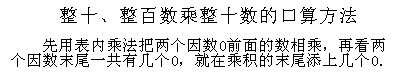 整十、整百数乘整十数的口算方法
先用表内乘法把两个因数0前面的数相乘，再看两
个因数末尾一共有几个0，就在乘积的末尾添上几个0.